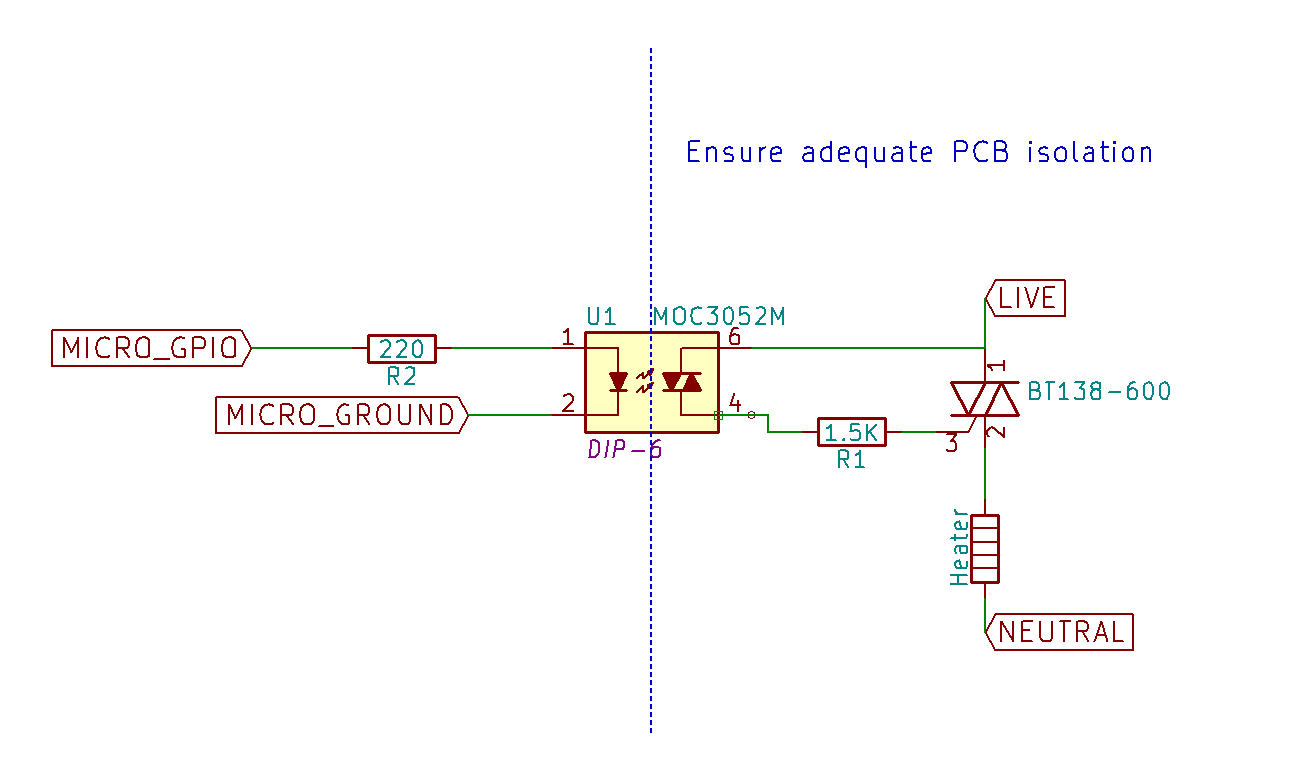 Ensure adequate PCB isolation
LIVE
U1 MOC3052M
MICRO_GPIO
220
R2
1
6
1
BT138-600
MICRO_GROUND
2
4
1.5K
R1
3
2
DIP-6
Heater
NEUTRAL